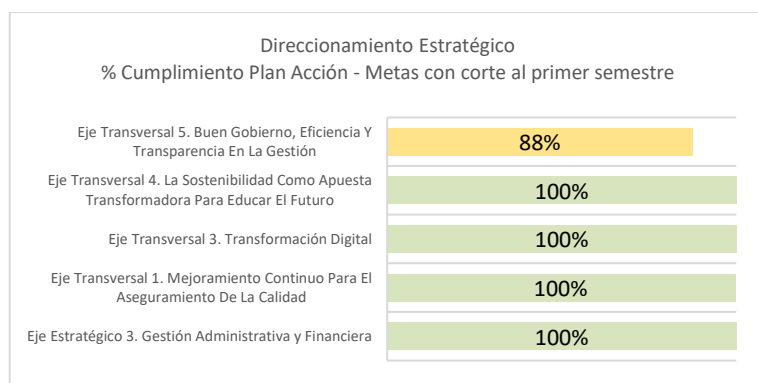 Direccionamiento Estratégico
% Cumplimiento Plan Acción - Metas con corte al primer semestre
Eje Transversal 5. Buen Gobierno, Eficiencia Y
Transparencia En La Gestión
88%
Eje Transversal 4. La Sostenibilidad Como Apuesta
Transformadora Para Educar El Futuro
100%
Eje Transversal 3. Transformación Digital
100%
Eje Transversal 1. Mejoramiento Continuo Para El
Aseguramiento De La Calidad
100%
Eje Estratégico 3. Gestión Administrativa y Financiera
100%